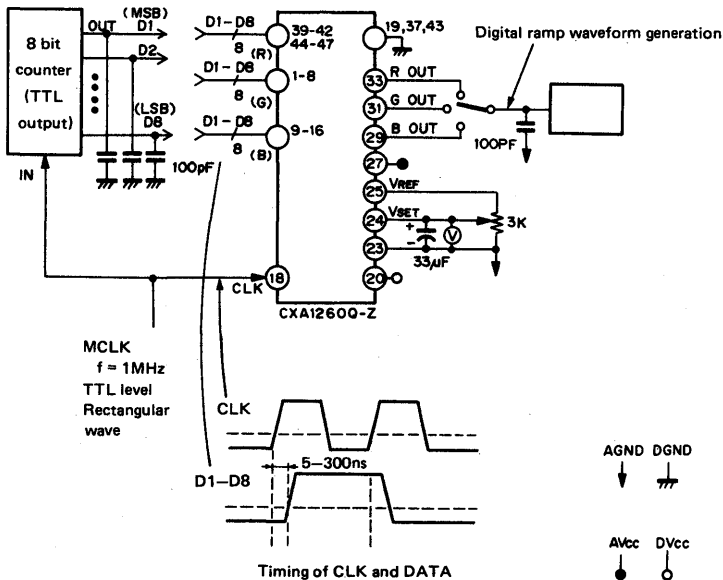 8 bit
counter
(TTL
output)
OUT
(MSB)
D1
D2
(LSB)
D8
100pF
IN
D1–D8
8
(R)
D1–D8
8
(G)
D1–D8
8
(B)
39-42
44-47
1-8
9-16
18
CLK
CXA1260Q-Z
19,37,43
33
R OUT
31
G OUT
29
B OUT
27
25
VREF
24
VSET
23
20
+
–
33μF
V
3K
Digital ramp waveform generation
100PF
MCLK
f = 1MHz
TTL level
Rectangular
wave
CLK
5–300ns
D1–D8
Timing of CLK and DATA
AGND DGND
AVcc DVcc